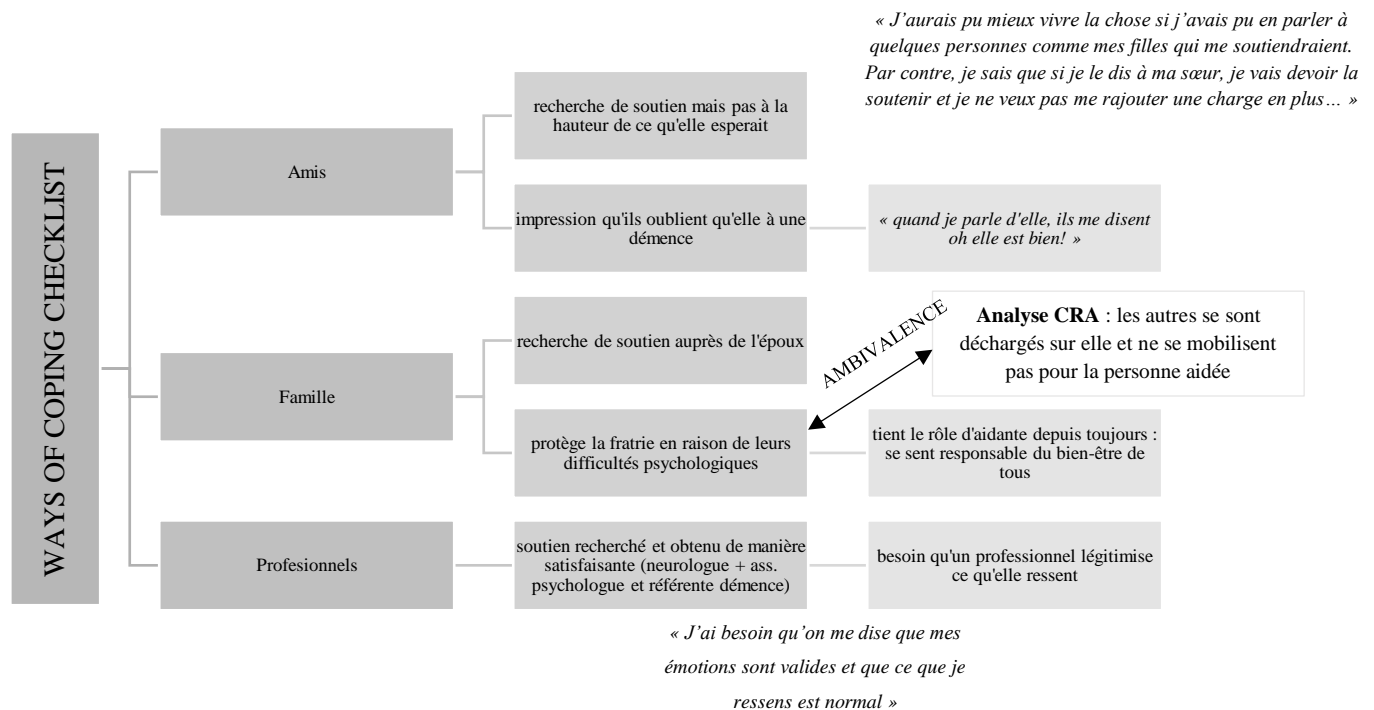 « J'aurais pu mieux vivre la chose si j'avais pu en parler à
quelques personnes comme mes filles qui me soutiendraient.
Par contre, je sais que si je le dis à ma sœur, je vais devoir la
soutenir et je ne veux pas me rajouter une charge en plus… »
WAYS OF COPING CHECKLIST
Amis
recherche de soutien mais pas à la
hauteur de ce qu'elle esperait
impression qu'ils oublient qu'elle à une
démence
« quand je parle d'elle, ils me disent
oh elle est bien! »
Famille
recherche de soutien auprès de l'époux
AMBIVALENCE
Analyse CRA : les autres se sont
déchargés sur elle et ne se mobilisent
pas pour la personne aidée
protège la fratrie en raison de leurs
difficultés psychologiques
tient le rôle d'aidante depuis toujours :
se sent responsable du bien-être de
tous
Profesionnels
soutien recherché et obtenu de manière
satisfaisante (neurologue + ass.
psychologue et référente démence)
besoin qu'un professionnel légitimise
ce qu'elle ressent
« J'ai besoin qu'on me dise que mes
émotions sont valides et que ce que je
ressens est normal »